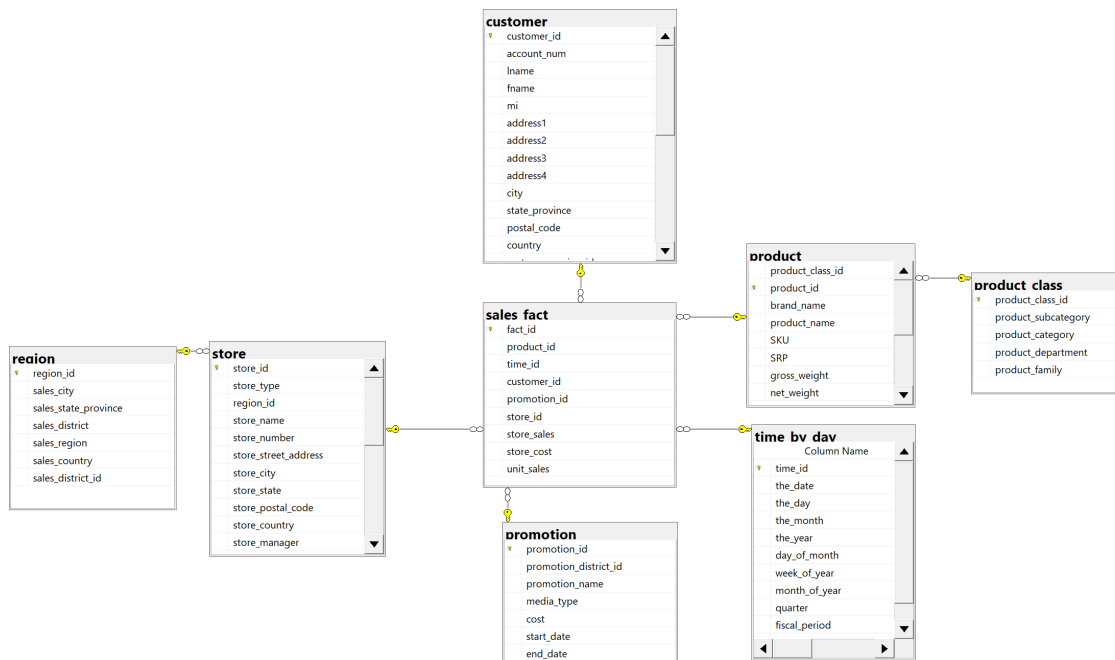 customer
customer_id
account_num
lname
fname
mi
address1
address2
address3
address4
city
state_province
postal_code
country
sales_fact
fact_id
product_id
time_id
customer_id
promotion_id
store_id
store_sales
store_cost
unit_sales
product
product_class_id
product_id
brand_name
product_name
SKU
SRP
gross_weight
net_weight
product_class
product_class_id
product_subcategory
product_category
product_department
product_family
region
region_id
sales_city
sales_state_province
sales_district
sales_region
sales_country
sales_district_id
store
store_id
store_type
region_id
store_name
store_number
store_street_address
store_city
store_state
store_postal_code
store_country
store_manager
time_by_day
Column Name
time_id
the_date
the_day
the_month
the_year
day_of_month
week_of_year
month_of_year
quarter
fiscal_period
promotion
promotion_id
promotion_district_id
promotion_name
media_type
cost
start_date
end_date